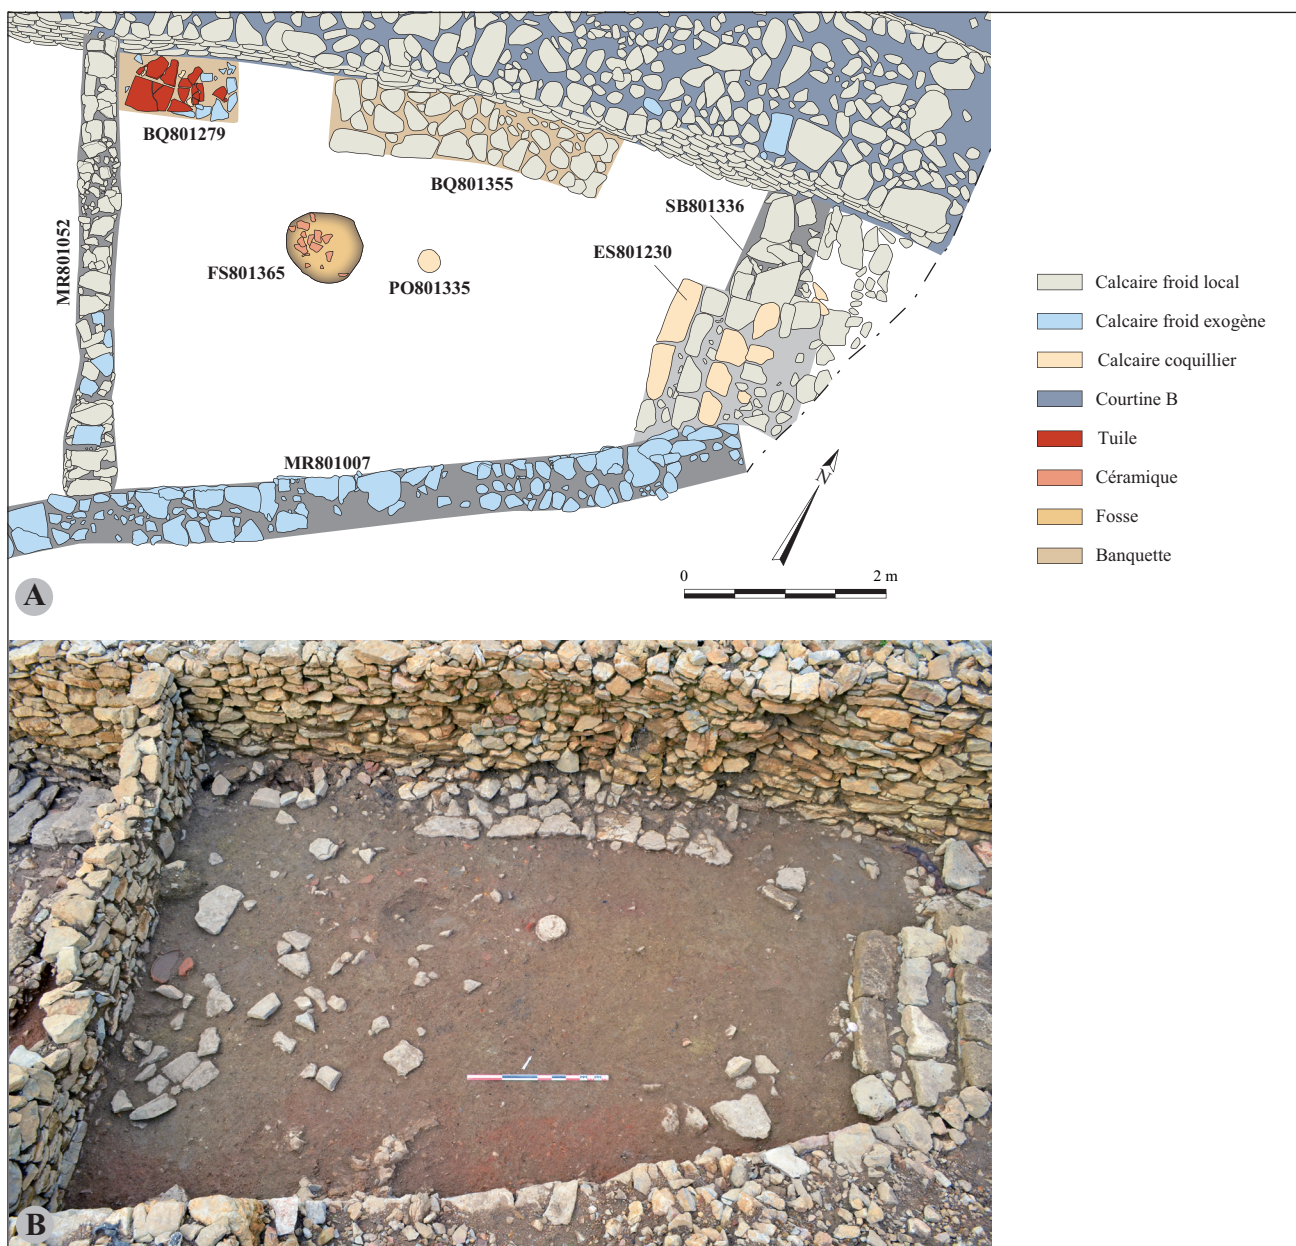 BQ801279
BQ801355
SB801336
ES801230
MR801052
FS801365
PO801335
MR801007
N
0 2 m
A
Calcaire froid local
Calcaire froid exogène
Calcaire coquillier
Courtine B
Tuile
Céramique
Fosse
Banquette
B